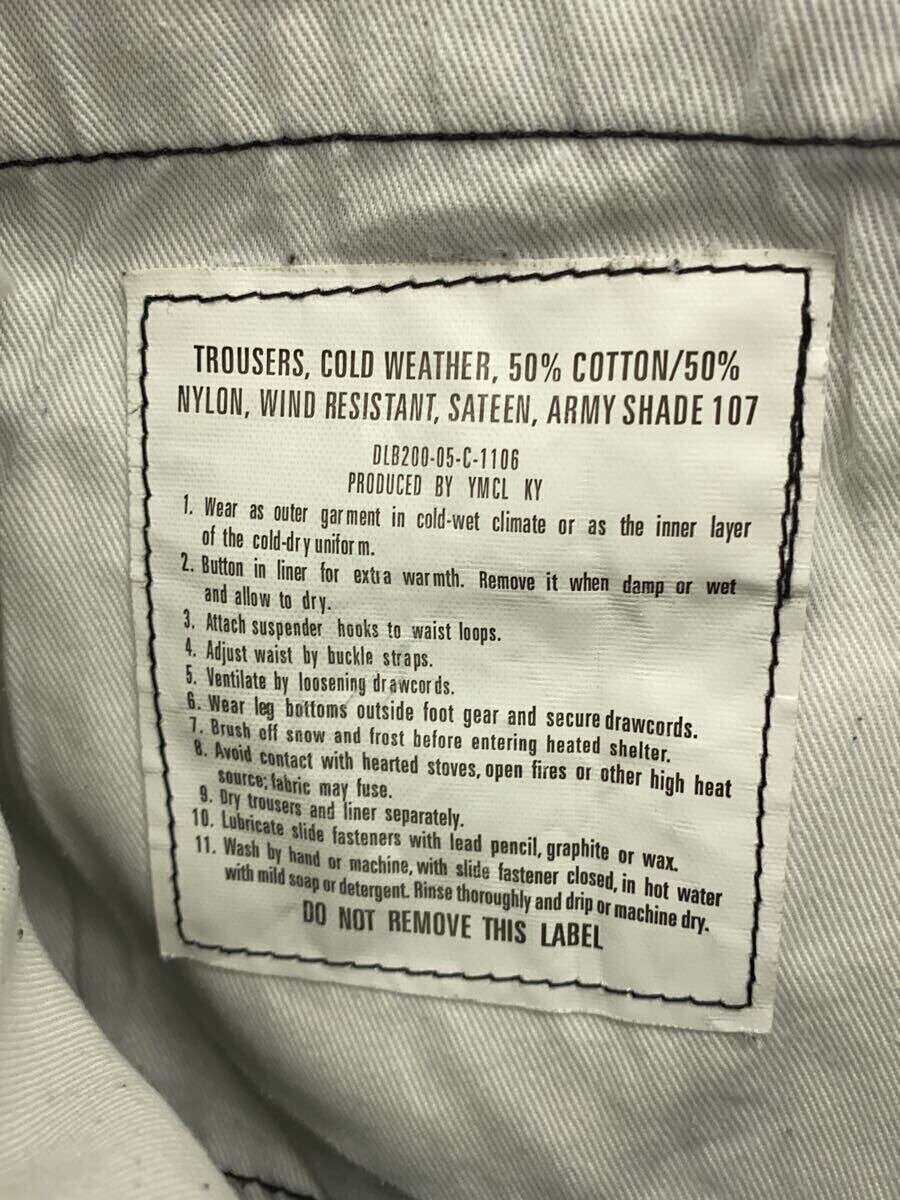 TROUSERS, COLD WEATHER, 50% COTTON/50%
NYLON, WIND RESISTANT, SATEEN, ARMY SHADE 107
DLB200-05-C-1106
PRODUCED BY YMCL KY
1. Wear as outer garment in cold-wet climate or as the inner layer
of the cold-dry uniform.
2. Button in liner for extra warmth. Remove it when damp or wet
and allow to dry.
3. Attach suspender hooks to waist loops.
4. Adjust waist by buckle straps.
5. Ventilate by loosening drawcords.
6. Wear leg bottoms outside foot gear and secure drawcords.
7. Brush off snow and frost before entering heated shelter.
8. Avoid contact with hearted stoves, open fires or other high heat
source; fabric may fuse.
9. Dry trousers and liner separately.
10. Lubricate slide fasteners with lead pencil, graphite or wax.
11. Wash by hand or machine, with slide fastener closed, in hot water
with mild soap or detergent. Rinse thoroughly and drip or machine dry.
DO NOT REMOVE THIS LABEL